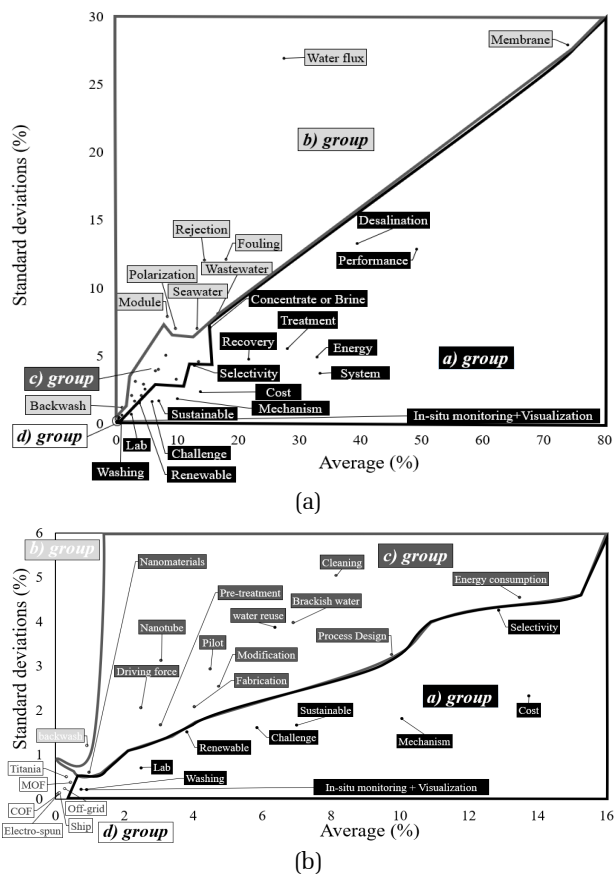 30
25
20
15
10
5
0
Standard deviations (%)
Membrane
Water flux
b) group
Desalination
Rejection
Fouling
Performance
Wastewater
Polarization
Seawater
Concentrate or Brine
Module
Treatment
Recovery
Energy
a) group
c) group
Selectivity
System
Cost
Backwash
Mechanism
Sustainable
In-situ monitoring+Visualization
d) group
Lab
Challenge
Washing
Renewable
0 10 20 30 40 50 60 70 80
Average (%)
(a)
6
5
4
3
2
1
0
Standard deviations (%)
b) group
Nanomaterials
c) group
Cleaning
Energy consumption
Pre-treatment
Brackish water
water reuse
Nanotube
Selectivity
Process Design
Pilot
Modification
Driving force
Fabrication
a) group
Sustainable
Cost
backwash
Challenge
Mechanism
Renewable
Titania
Lab
MOF
Washing
In-situ monitoring + Visualization
COF
Off-grid
Electro-spun
Ship
d) group
0 2 4 6 8 10 12 14 16
Average (%)
(b)